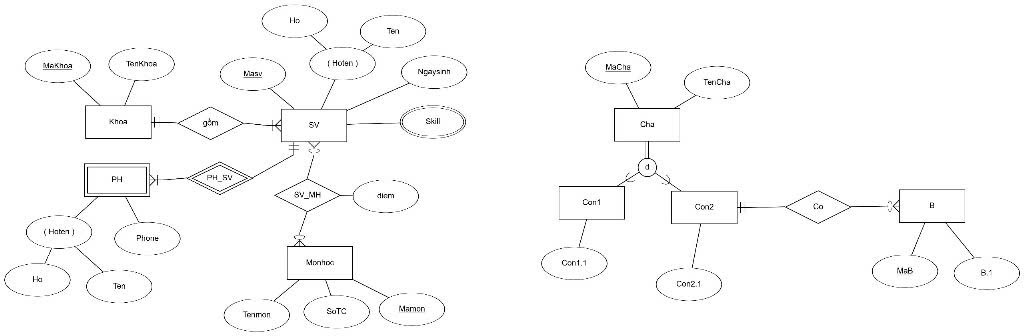 Ho
Ten
MaKhoa
TenKhoa
( Hoten )
Masv
Ngaysinh
Khoa
gồm
SV
Skill
PH
PH_SV
SV_MH
diem
( Hoten )
Phone
Ho
Ten
Monhoc
Tenmon
SoTC
Mamon
MaCha
TenCha
Cha
d
Con1
Con2
Co
B
Con1.1
Con2.1
MaB
B.1